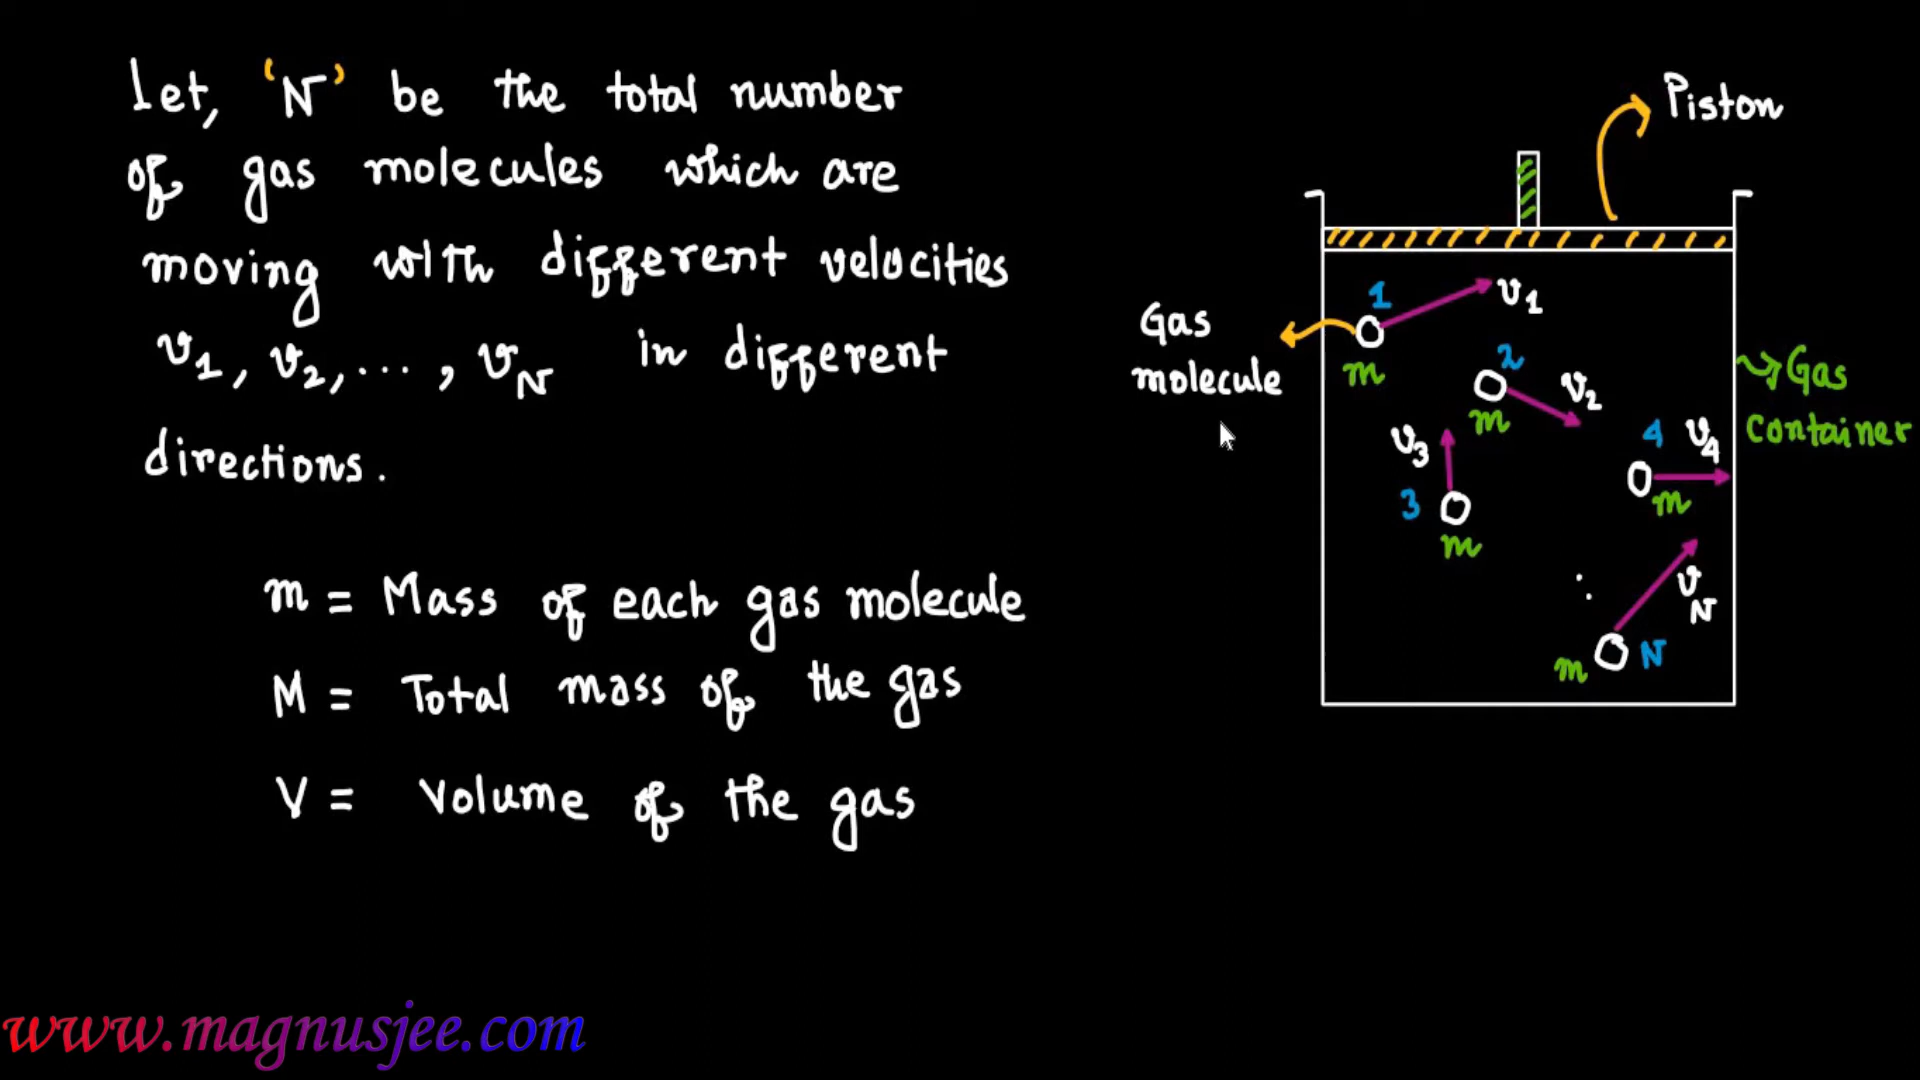 Let, 'N' be the total number
of gas molecules which are
moving with different velocities
v₁, v₂, ..., v_N in different
directions.
m = Mass of each gas molecule
M = Total mass of the gas
V = Volume of the gas
Piston
1
v₁
Gas
molecule
m
2
v₂
m
Gas
container
v₃
3
m
4
v₄
m
v_N
m
N
www.magnusjee.com